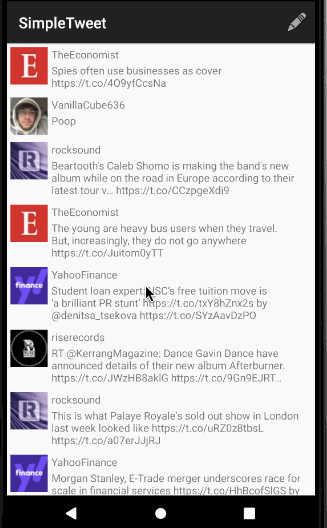 SimpleTweet
E TheEconomist
Spies often use businesses as cover
https://t.co/4O9yfCcsNa
VanillaCube636
Poop
rocksound
Beartooth's Caleb Shomo is making the band's new
album while on the road in Europe according to their
latest tour v... https://t.co/CCzpgeXdi9
E TheEconomist
The young are heavy bus users when they travel.
But, increasingly, they do not go anywhere
https://t.co/Juitom0yTT
finance YahooFinance
Student loan expert: USC's free tuition move is
'a brilliant PR stunt' https://t.co/txY8hZnx2s by
@denitsa_tsekova https://t.co/SYzAavDzPO
riserecords
RT @KerrangMagazine: Dance Gavin Dance have
announced details of their new album Afterburner.
https://t.co/JWzHB8aklG https://t.co/9Gn9EJRT...
rocksound
This is what Palaye Royale's sold out show in London
last week looked like https://t.co/uRZ0z8tbsL
https://t.co/a07erJJjRJ
finance YahooFinance
Morgan Stanley, E-Trade merger underscores race for
scale in financial services https://t.co/HhBcofSlGS by